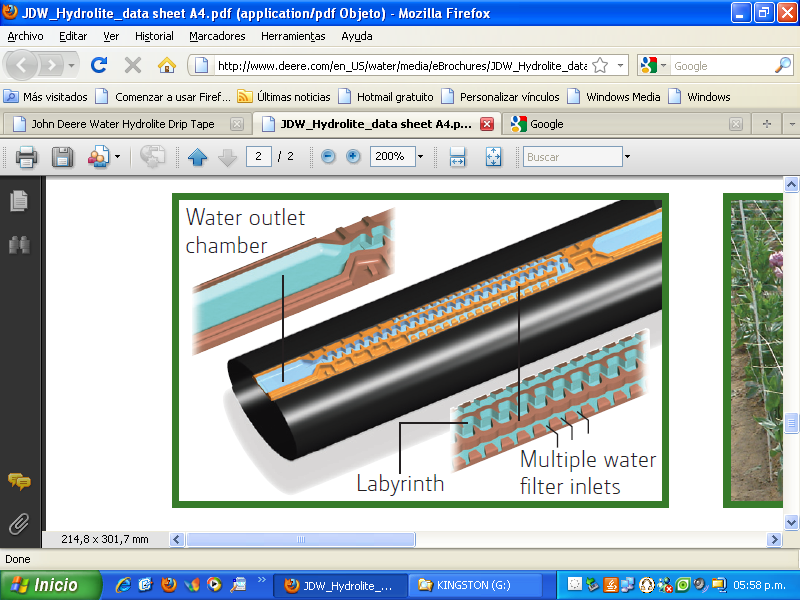 JDW_Hydrolite_data sheet A4.pdf (application/pdf Objeto) - Mozilla Firefox
Archivo Editar Ver Historial Marcadores Herramientas Ayuda
http://www.deere.com/en_US/water/media/eBrochures/JDW_Hydrolite_data Google
Más visitados Comenzar a usar Firef... Últimas noticias Hotmail gratuito Personalizar vínculos Windows Media Windows
John Deere Water Hydrolite Drip Tape JDW_Hydrolite_data sheet A4.p... Google
2 / 2 200% Buscar
Water outlet
chamber
Labyrinth
Multiple water
filter inlets
214,8 x 301,7 mm
Done
Inicio JDW_Hydrolite_... KINGSTON (G:) 05:58 p.m.